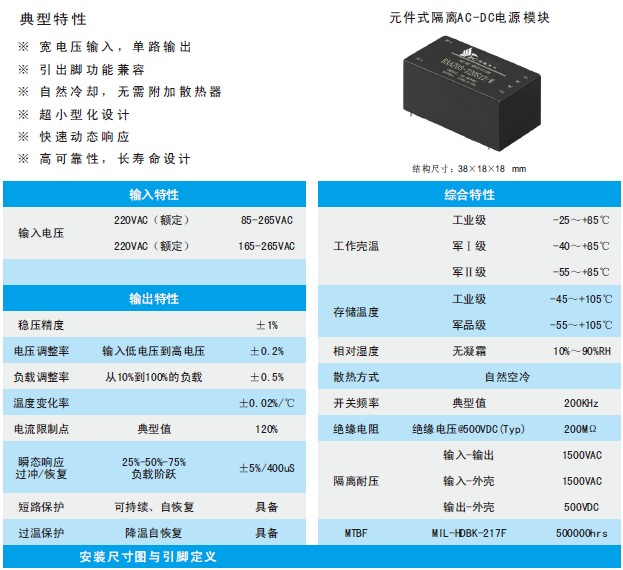 典型特性
※ 宽电压输入，单路输出
※ 引出脚功能兼容
※ 自然冷却，无需附加散热器
※ 超小型化设计
※ 快速动态响应
※ 高可靠性，长寿命设计
元件式隔离AC-DC电源模块
结构尺寸：38×18×18 mm
输入特性
输入电压 220VAC（额定） 85-265VAC
220VAC（额定） 165-265VAC
输出特性
稳压精度 ±1%
电压调整率 输入低电压到高电压 ±0.2%
负载调整率 从10%到100%的负载 ±0.5%
温度变化率 ±0.02%/℃
电流限制点 典型值 120%
瞬态响应 25%-50%-75% ±5%/400uS
过冲/恢复 负载阶跃
短路保护 可持续、自恢复 具备
过温保护 降温自恢复 具备
综合特性
工作壳温 工业级 -25～+85℃
军Ⅰ级 -40～+85℃
军Ⅱ级 -55～+85℃
存储温度 工业级 -45～+105℃
军品级 -55～+105℃
相对湿度 无凝霜 10%～90%RH
散热方式 自然空冷
开关频率 典型值 200KHz
绝缘电阻 绝缘电压@500VDC(Typ) 200MΩ
隔离耐压 输入-输出 1500VAC
输入-外壳 1500VAC
输出-外壳 500VDC
MTBF MIL-HDBK-217F 500000hrs
安装尺寸图与引脚定义